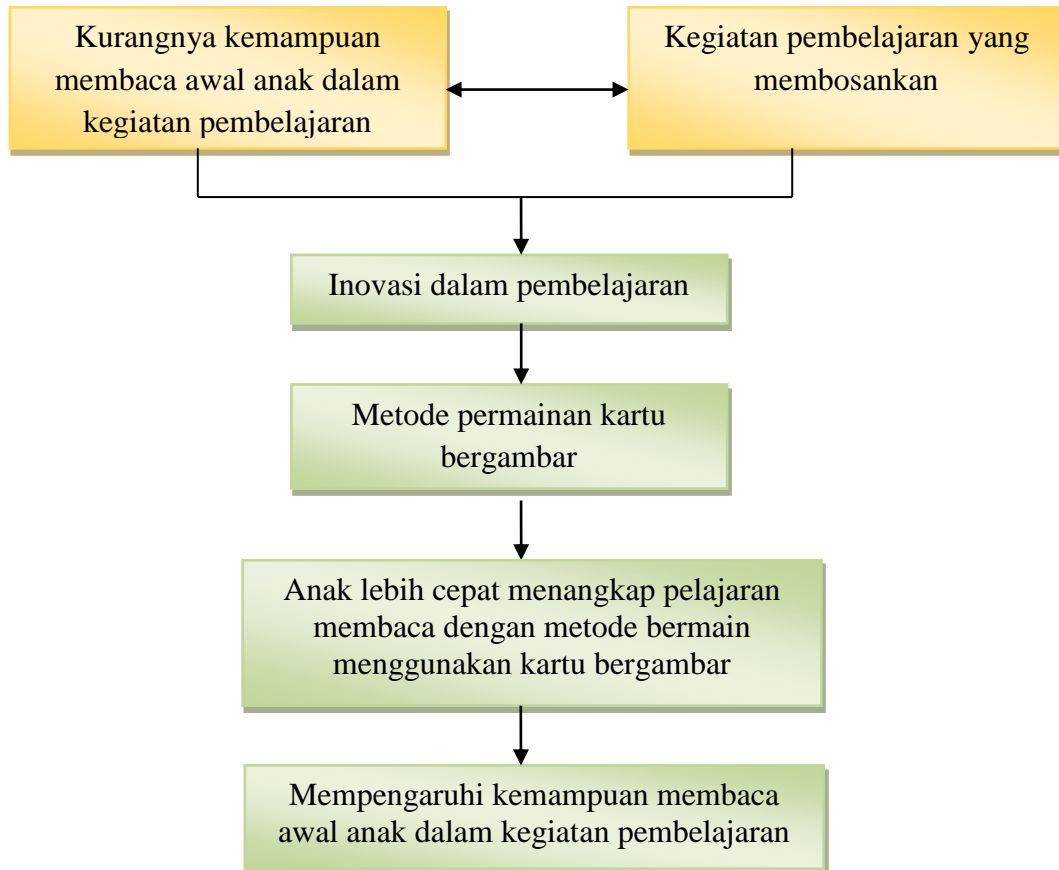 Kurangnya kemampuan
membaca awal anak dalam
kegiatan pembelajaran
Kegiatan pembelajaran yang
membosankan
Inovasi dalam pembelajaran
Metode permainan kartu
bergambar
Anak lebih cepat menangkap pelajaran
membaca dengan metode bermain
menggunakan kartu bergambar
Mempengaruhi kemampuan membaca
awal anak dalam kegiatan pembelajaran